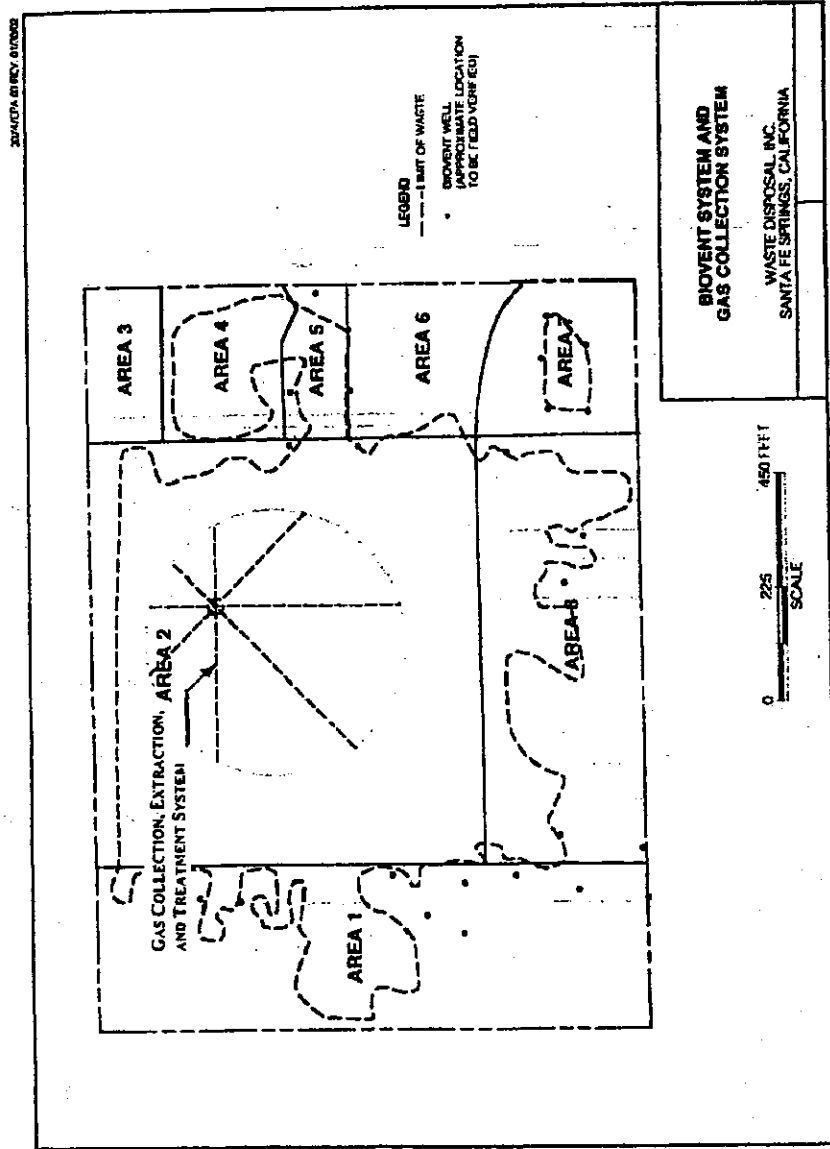 AREA 3
AREA 4
AREA 5
AREA 6
AREA 7
AREA 2
GAS COLLECTION, EXTRACTION,
AND TREATMENT SYSTEM
AREA 8
AREA 1
LEGEND
LIMIT OF WASTE
BIOVENT WELL
(APPROXIMATE LOCATION
TO BE FIELD VERIFIED)
0 225 450 FEET
SCALE
BIOVENT SYSTEM AND
GAS COLLECTION SYSTEM
WASTE DISPOSAL, INC.
SANTA FE SPRINGS, CALIFORNIA